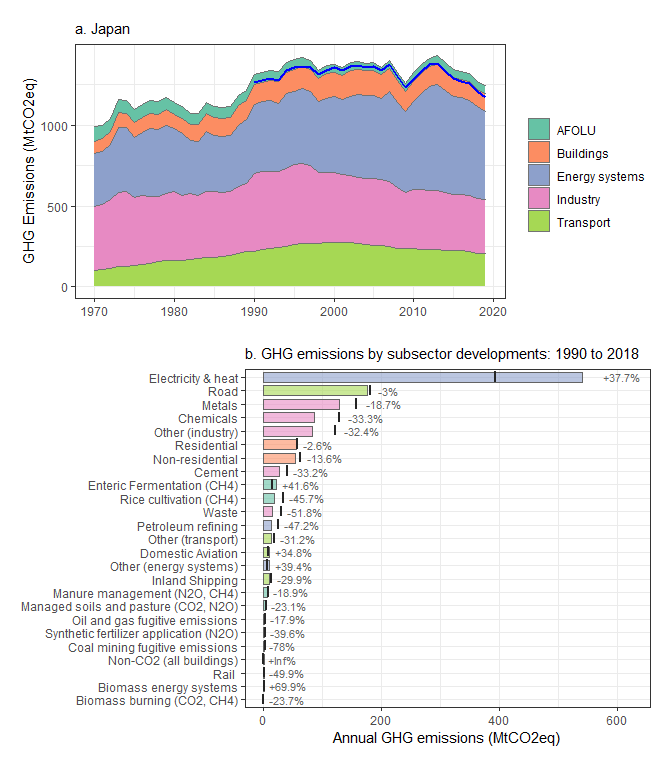 a. Japan
GHG Emissions (MtCO2eq)
1000
500
0
1970
1980
1990
2000
2010
2020
AFOLU
Buildings
Energy systems
Industry
Transport
b. GHG emissions by subsector developments: 1990 to 2018
Electricity & heat +37.7%
Road -3%
Metals -18.7%
Chemicals -33.3%
Other (industry) -32.4%
Residential -2.6%
Non-residential -13.6%
Cement -33.2%
Enteric Fermentation (CH4) +41.6%
Rice cultivation (CH4) -45.7%
Waste -51.8%
Petroleum refining -47.2%
Other (transport) -31.2%
Domestic Aviation +34.8%
Other (energy systems) +39.4%
Inland Shipping -29.9%
Manure management (N2O, CH4) -18.9%
Managed soils and pasture (CO2, N2O) -23.1%
Oil and gas fugitive emissions -17.9%
Synthetic fertilizer application (N2O) -39.6%
Coal mining fugitive emissions -78%
Non-CO2 (all buildings) +Inf%
Rail -49.9%
Biomass energy systems +69.9%
Biomass burning (CO2, CH4) -23.7%
0
200
400
600
Annual GHG emissions (MtCO2eq)